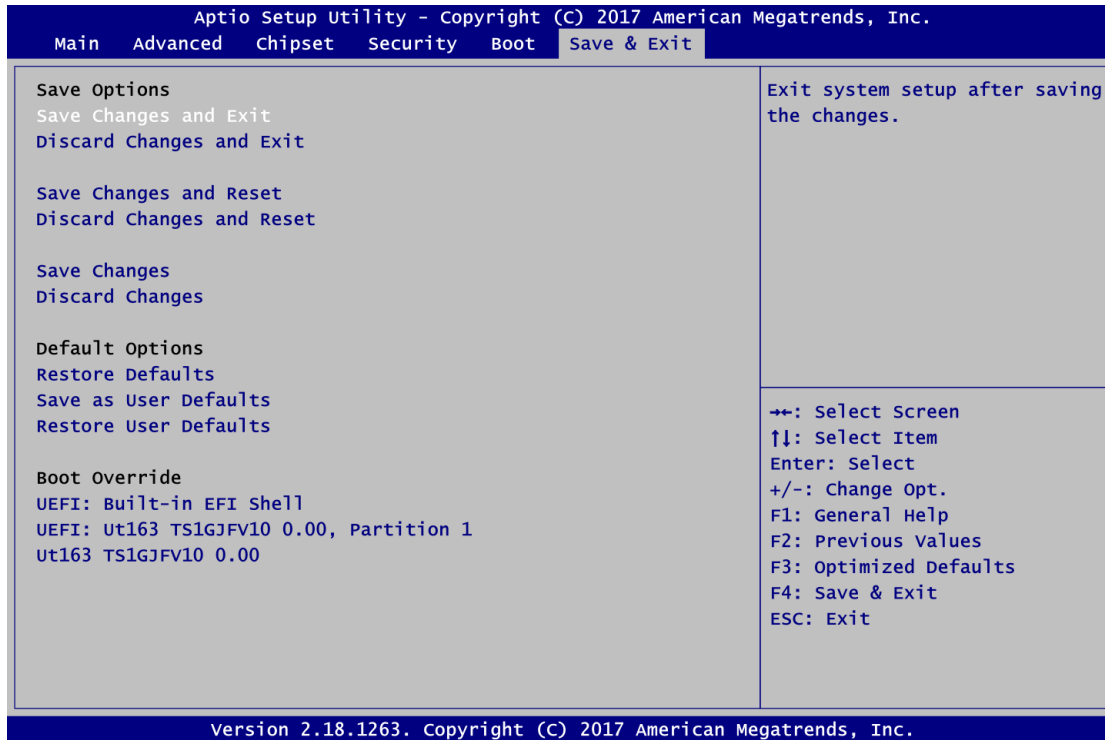 Aptio Setup Utility - Copyright (C) 2017 American Megatrends, Inc.
Main Advanced Chipset Security Boot Save & Exit
Save Options
Save Changes and Exit
Discard Changes and Exit
Save Changes and Reset
Discard Changes and Reset
Save Changes
Discard Changes
Default Options
Restore Defaults
Save as User Defaults
Restore User Defaults
Boot Override
UEFI: Built-in EFI Shell
UEFI: Ut163 TS1GJFV10 0.00, Partition 1
Ut163 TS1GJFV10 0.00
Exit system setup after saving
the changes.
→←: Select Screen
↑↓: Select Item
Enter: Select
+/-: Change Opt.
F1: General Help
F2: Previous Values
F3: Optimized Defaults
F4: Save & Exit
ESC: Exit
Version 2.18.1263. Copyright (C) 2017 American Megatrends, Inc.